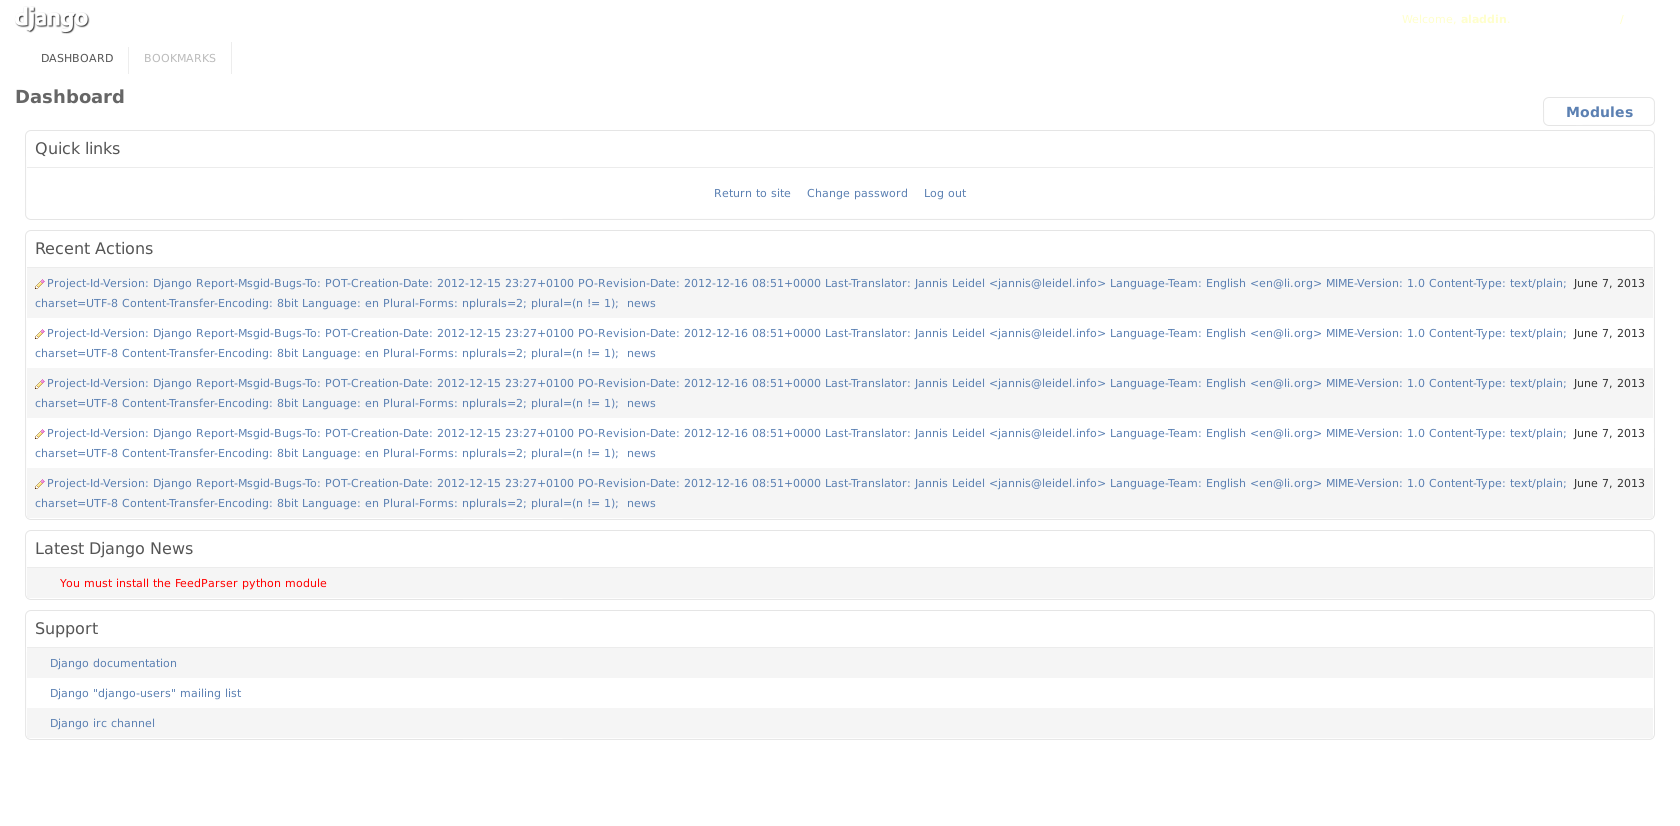 django
DASHBOARD BOOKMARKS
Dashboard
Modules
Quick links
Return to site Change password Log out
Recent Actions
Project-Id-Version: Django Report-Msgid-Bugs-To: POT-Creation-Date: 2012-12-15 23:27+0100 PO-Revision-Date: 2012-12-16 08:51+0000 Last-Translator: Jannis Leidel <jannis@leidel.info> Language-Team: English <en@li.org> MIME-Version: 1.0 Content-Type: text/plain; June 7, 2013
charset=UTF-8 Content-Transfer-Encoding: 8bit Language: en Plural-Forms: nplurals=2; plural=(n != 1); news
Project-Id-Version: Django Report-Msgid-Bugs-To: POT-Creation-Date: 2012-12-15 23:27+0100 PO-Revision-Date: 2012-12-16 08:51+0000 Last-Translator: Jannis Leidel <jannis@leidel.info> Language-Team: English <en@li.org> MIME-Version: 1.0 Content-Type: text/plain; June 7, 2013
charset=UTF-8 Content-Transfer-Encoding: 8bit Language: en Plural-Forms: nplurals=2; plural=(n != 1); news
Project-Id-Version: Django Report-Msgid-Bugs-To: POT-Creation-Date: 2012-12-15 23:27+0100 PO-Revision-Date: 2012-12-16 08:51+0000 Last-Translator: Jannis Leidel <jannis@leidel.info> Language-Team: English <en@li.org> MIME-Version: 1.0 Content-Type: text/plain; June 7, 2013
charset=UTF-8 Content-Transfer-Encoding: 8bit Language: en Plural-Forms: nplurals=2; plural=(n != 1); news
Project-Id-Version: Django Report-Msgid-Bugs-To: POT-Creation-Date: 2012-12-15 23:27+0100 PO-Revision-Date: 2012-12-16 08:51+0000 Last-Translator: Jannis Leidel <jannis@leidel.info> Language-Team: English <en@li.org> MIME-Version: 1.0 Content-Type: text/plain; June 7, 2013
charset=UTF-8 Content-Transfer-Encoding: 8bit Language: en Plural-Forms: nplurals=2; plural=(n != 1); news
Project-Id-Version: Django Report-Msgid-Bugs-To: POT-Creation-Date: 2012-12-15 23:27+0100 PO-Revision-Date: 2012-12-16 08:51+0000 Last-Translator: Jannis Leidel <jannis@leidel.info> Language-Team: English <en@li.org> MIME-Version: 1.0 Content-Type: text/plain; June 7, 2013
charset=UTF-8 Content-Transfer-Encoding: 8bit Language: en Plural-Forms: nplurals=2; plural=(n != 1); news
Latest Django News
You must install the FeedParser python module
Support
Django documentation
Django "django-users" mailing list
Django irc channel